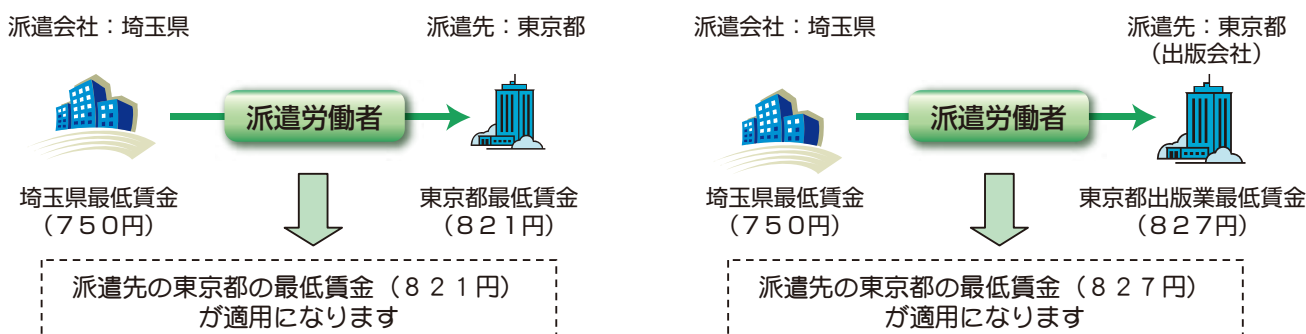 派遣会社：埼玉県
派遣先：東京都
派遣労働者
埼玉県最低賃金
（７５０円）
東京都最低賃金
（８２１円）
派遣先の東京都の最低賃金（８２１円）
が適用になります
派遣会社：埼玉県
派遣先：東京都
（出版会社）
派遣労働者
埼玉県最低賃金
（７５０円）
東京都出版業最低賃金
（８２７円）
派遣先の東京都の最低賃金（８２７円）
が適用になります